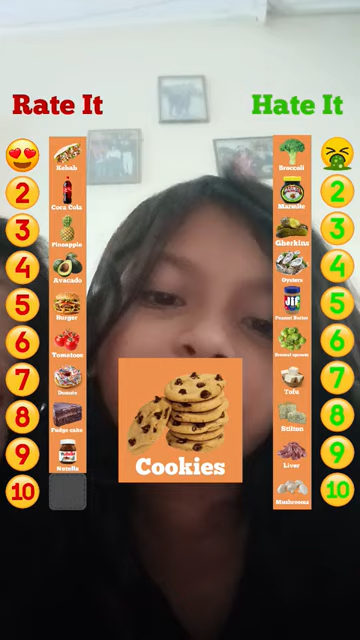 Rate It
Hate It
Kebab
2
Coca Cola
3
Pineapple
4
Avacado
5
Burger
6
Tomatoes
7
Donuts
8
Fudge cake
9
Nutella
10
Broccoli
2
Marmite
3
Gherkins
4
Oysters
5
Jif
Peanut Butter
6
Brussel sprouts
7
Tofu
8
Stilton
9
Liver
10
Mushrooms
Cookies